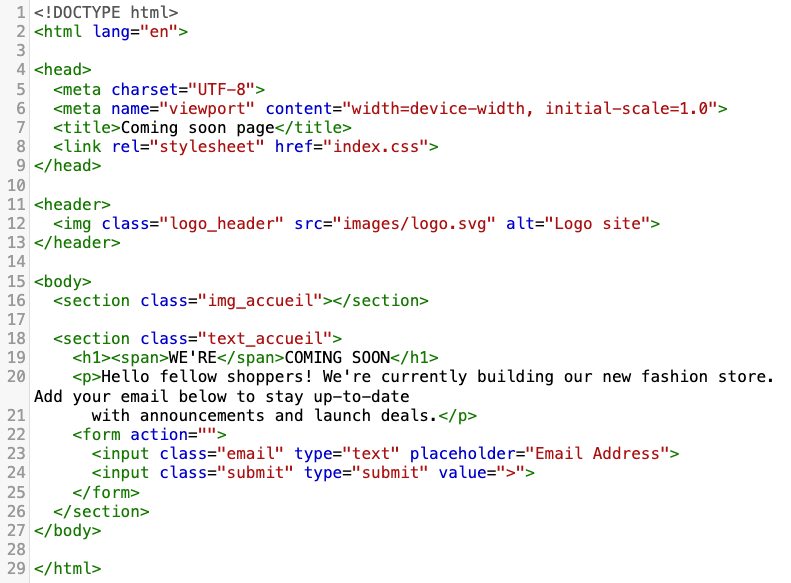 1 <!DOCTYPE html>
2 <html lang="en">
3
4 <head>
5   <meta charset="UTF-8">
6   <meta name="viewport" content="width=device-width, initial-scale=1.0">
7   <title>Coming soon page</title>
8   <link rel="stylesheet" href="index.css">
9 </head>
10
11 <header>
12   <img class="logo_header" src="images/logo.svg" alt="Logo site">
13 </header>
14
15 <body>
16   <section class="img_accueil"></section>
17
18   <section class="text_accueil">
19     <h1><span>WE'RE</span>COMING SOON</h1>
20     <p>Hello fellow shoppers! We're currently building our new fashion store.
Add your email below to stay up-to-date
21       with announcements and launch deals.</p>
22     <form action="">
23       <input class="email" type="text" placeholder="Email Address">
24       <input class="submit" type="submit" value=">">
25     </form>
26   </section>
27 </body>
28
29 </html>